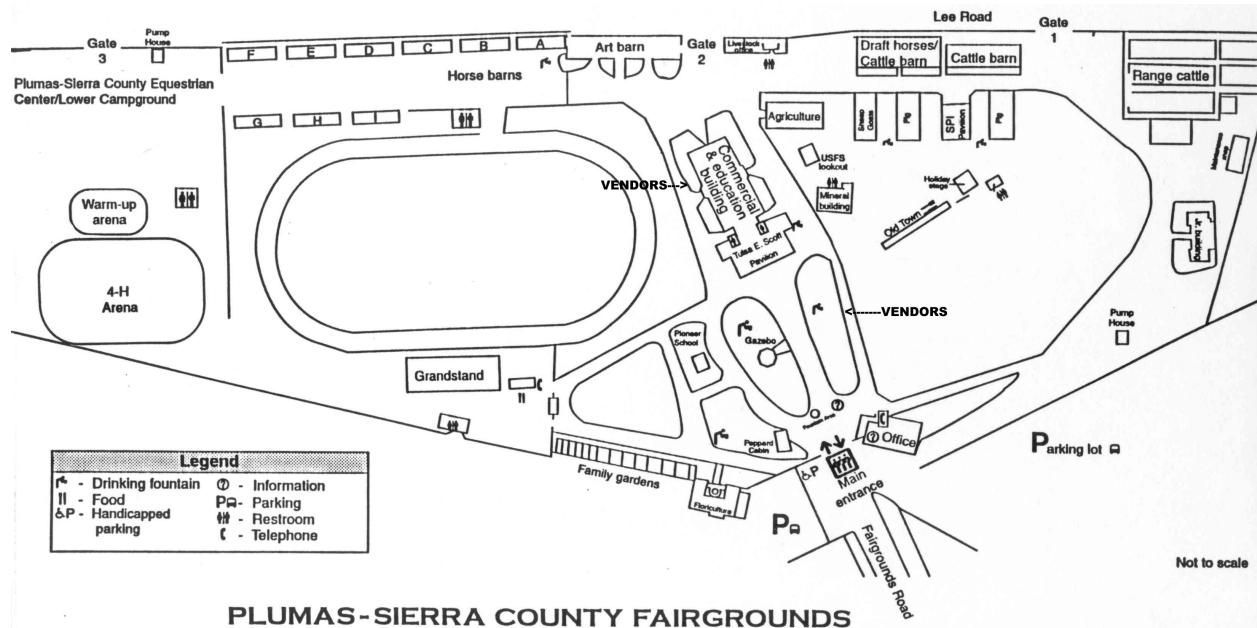 Lee Road
Gate
1
Pump
House
Gate
3
F
E
D
C
B
A
Art barn
Gate
2
Livestock
office
Draft horses/
Cattle barn
Cattle barn
Range cattle
Horse barns
Plumas-Sierra County Equestrian
Center/Lower Campground
G
H
I
Agriculture
Sheep
Goats
Pig
SPI
Pavilion
Pig
Maintenance
shop
Commercial
& education
building
VENDORS--->
USFS
lookout
Mineral
building
Holiday
stage
Old Town
Jr. building
Warm-up
arena
Tulsa E. Scott
Pavilion
4-H
Arena
<-------VENDORS
Pump
House
Pioneer
School
Gazebo
Grandstand
Fountain Area
Peppard
Cabin
? Office
Parking lot
P
Main
entrance
Family gardens
Floriculture
P
Fairgrounds Road
Legend
- Drinking fountain
- Food
P - Handicapped
parking
? - Information
P - Parking
- Restroom
- Telephone
Not to scale
PLUMAS-SIERRA COUNTY FAIRGROUNDS